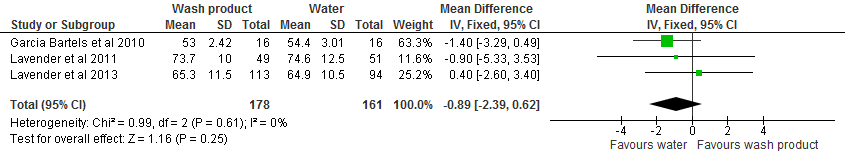 Wash product Water Mean Difference Mean Difference
Study or Subgroup Mean SD Total Mean SD Total Weight IV, Fixed, 95% CI IV, Fixed, 95% CI
Garcia Bartels et al 2010 53 2.42 16 54.4 3.01 16 63.3% -1.40 [-3.29, 0.49]
Lavender et al 2011 73.7 10 49 74.6 12.5 51 11.6% -0.90 [-5.33, 3.53]
Lavender et al 2013 65.3 11.5 113 64.9 10.5 94 25.2% 0.40 [-2.60, 3.40]
Total (95% CI) 178 161 100.0% -0.89 [-2.39, 0.62]
Heterogeneity: Chi² = 0.99, df = 2 (P = 0.61); I² = 0%
Test for overall effect: Z = 1.16 (P = 0.25)
-4 -2 0 2 4
Favours water Favours wash product